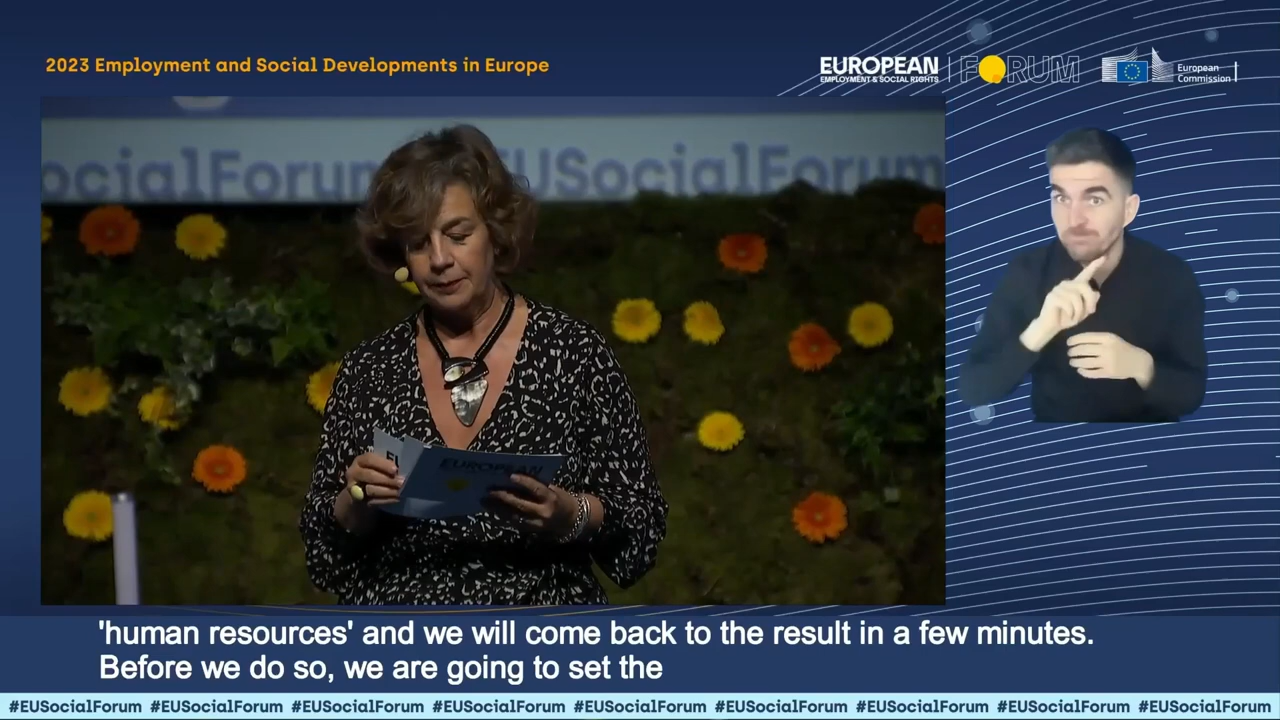 2023 Employment and Social Developments in Europe
EUROPEAN
EMPLOYMENT & SOCIAL RIGHTS
FORUM
European
Commission
ocialForum
EUSocialForum
EU
EUROPEAN
'human resources' and we will come back to the result in a few minutes.
Before we do so, we are going to set the
#EUSocialForum #EUSocialForum #EUSocialForum #EUSocialForum #EUSocialForum #EUSocialForum #EUSocialForum #EUSocialForum #EUSocialForum